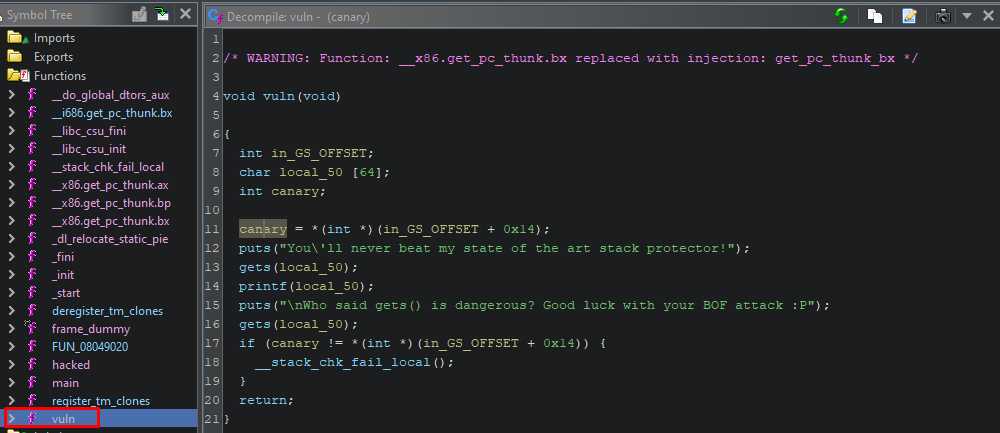 Symbol Tree
Imports
Exports
Functions
__do_global_dtors_aux
__i686.get_pc_thunk.bx
__libc_csu_fini
__libc_csu_init
__stack_chk_fail_local
__x86.get_pc_thunk.ax
__x86.get_pc_thunk.bp
__x86.get_pc_thunk.bx
_dl_relocate_static_pie
_fini
_init
_start
deregister_tm_clones
frame_dummy
FUN_08049020
hacked
main
register_tm_clones
vuln
Decompile: vuln - (canary)
1
2 /* WARNING: Function: __x86.get_pc_thunk.bx replaced with injection: get_pc_thunk_bx */
3
4 void vuln(void)
5
6 {
7 int in_GS_OFFSET;
8 char local_50 [64];
9 int canary;
10
11 canary = *(int *)(in_GS_OFFSET + 0x14);
12 puts("You\'ll never beat my state of the art stack protector!");
13 gets(local_50);
14 printf(local_50);
15 puts("\nWho said gets() is dangerous? Good luck with your BOF attack :P");
16 gets(local_50);
17 if (canary != *(int *)(in_GS_OFFSET + 0x14)) {
18 __stack_chk_fail_local();
19 }
20 return;
21 }